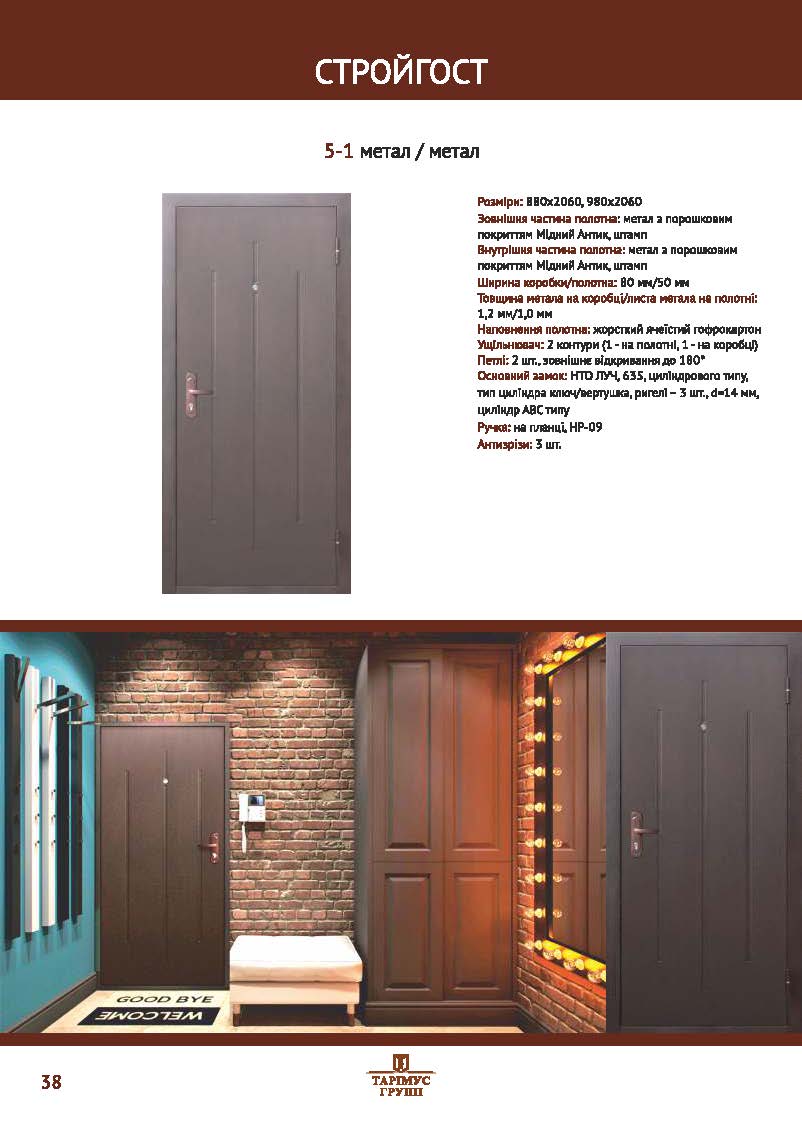 СТРОЙГОСТ
5-1 метал / метал
Розміри: 880х2060, 980х2060
Зовнішня частина полотна: метал з порошковим
покриттям Мідний Антик, штамп
Внутрішня частина полотна: метал з порошковим
покриттям Мідний Антик, штамп
Ширина коробки/полотна: 80 мм/50 мм
Товщина метала на коробці/листа метала на полотні:
1,2 мм/1,0 мм
Наповнення полотна: жорсткий ячеїстий гофрокартон
Ущільнювач: 2 контури (1 - на полотні, 1 - на коробці)
Петлі: 2 шт., зовнішнє відкривання до 180°
Основний замок: НТО ЛУЧ, 635, циліндрового типу,
тип циліндра ключ/вертушка, ригелі – 3 шт., d=14 мм,
циліндр АВС типу
Ручка: на планці, HP-09
Антизрізи: 3 шт.
GOOD BYE
WELCOME
38
ТАРІМУС
ГРУПП